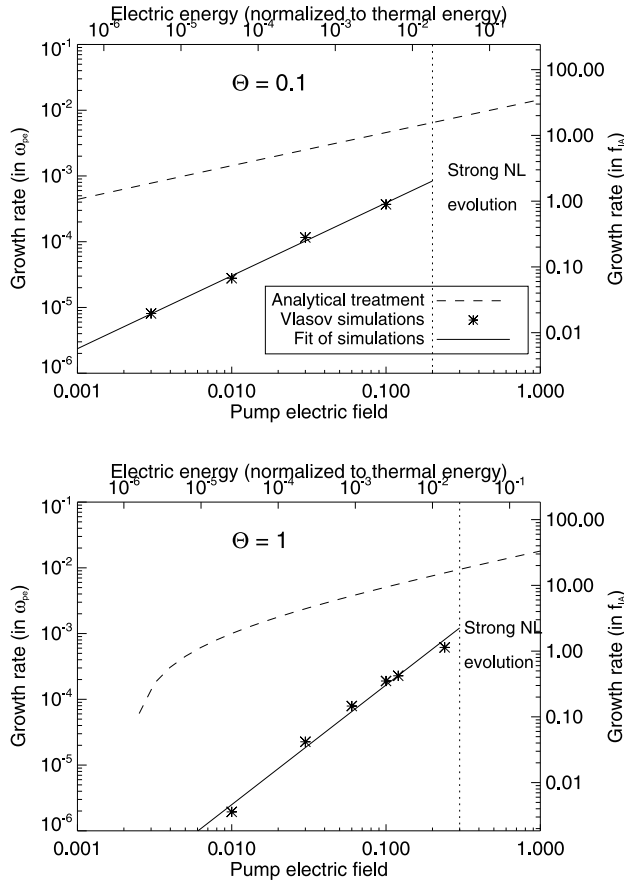 Electric energy (normalized to thermal energy)
10⁻⁶ 10⁻⁵ 10⁻⁴ 10⁻³ 10⁻² 10⁻¹
10⁻¹
10⁻²
10⁻³
10⁻⁴
10⁻⁵
10⁻⁶
Growth rate (in ωpe)
Θ = 0.1
Strong NL
evolution
Analytical treatment
Vlasov simulations
Fit of simulations
100.00
10.00
1.00
0.10
0.01
Growth rate (in fIA)
0.001 0.010 0.100 1.000
Pump electric field
Electric energy (normalized to thermal energy)
10⁻⁶ 10⁻⁵ 10⁻⁴ 10⁻³ 10⁻² 10⁻¹
10⁻¹
10⁻²
10⁻³
10⁻⁴
10⁻⁵
10⁻⁶
Growth rate (in ωpe)
Θ = 1
Strong NL
evolution
100.00
10.00
1.00
0.10
0.01
Growth rate (in fIA)
0.001 0.010 0.100 1.000
Pump electric field